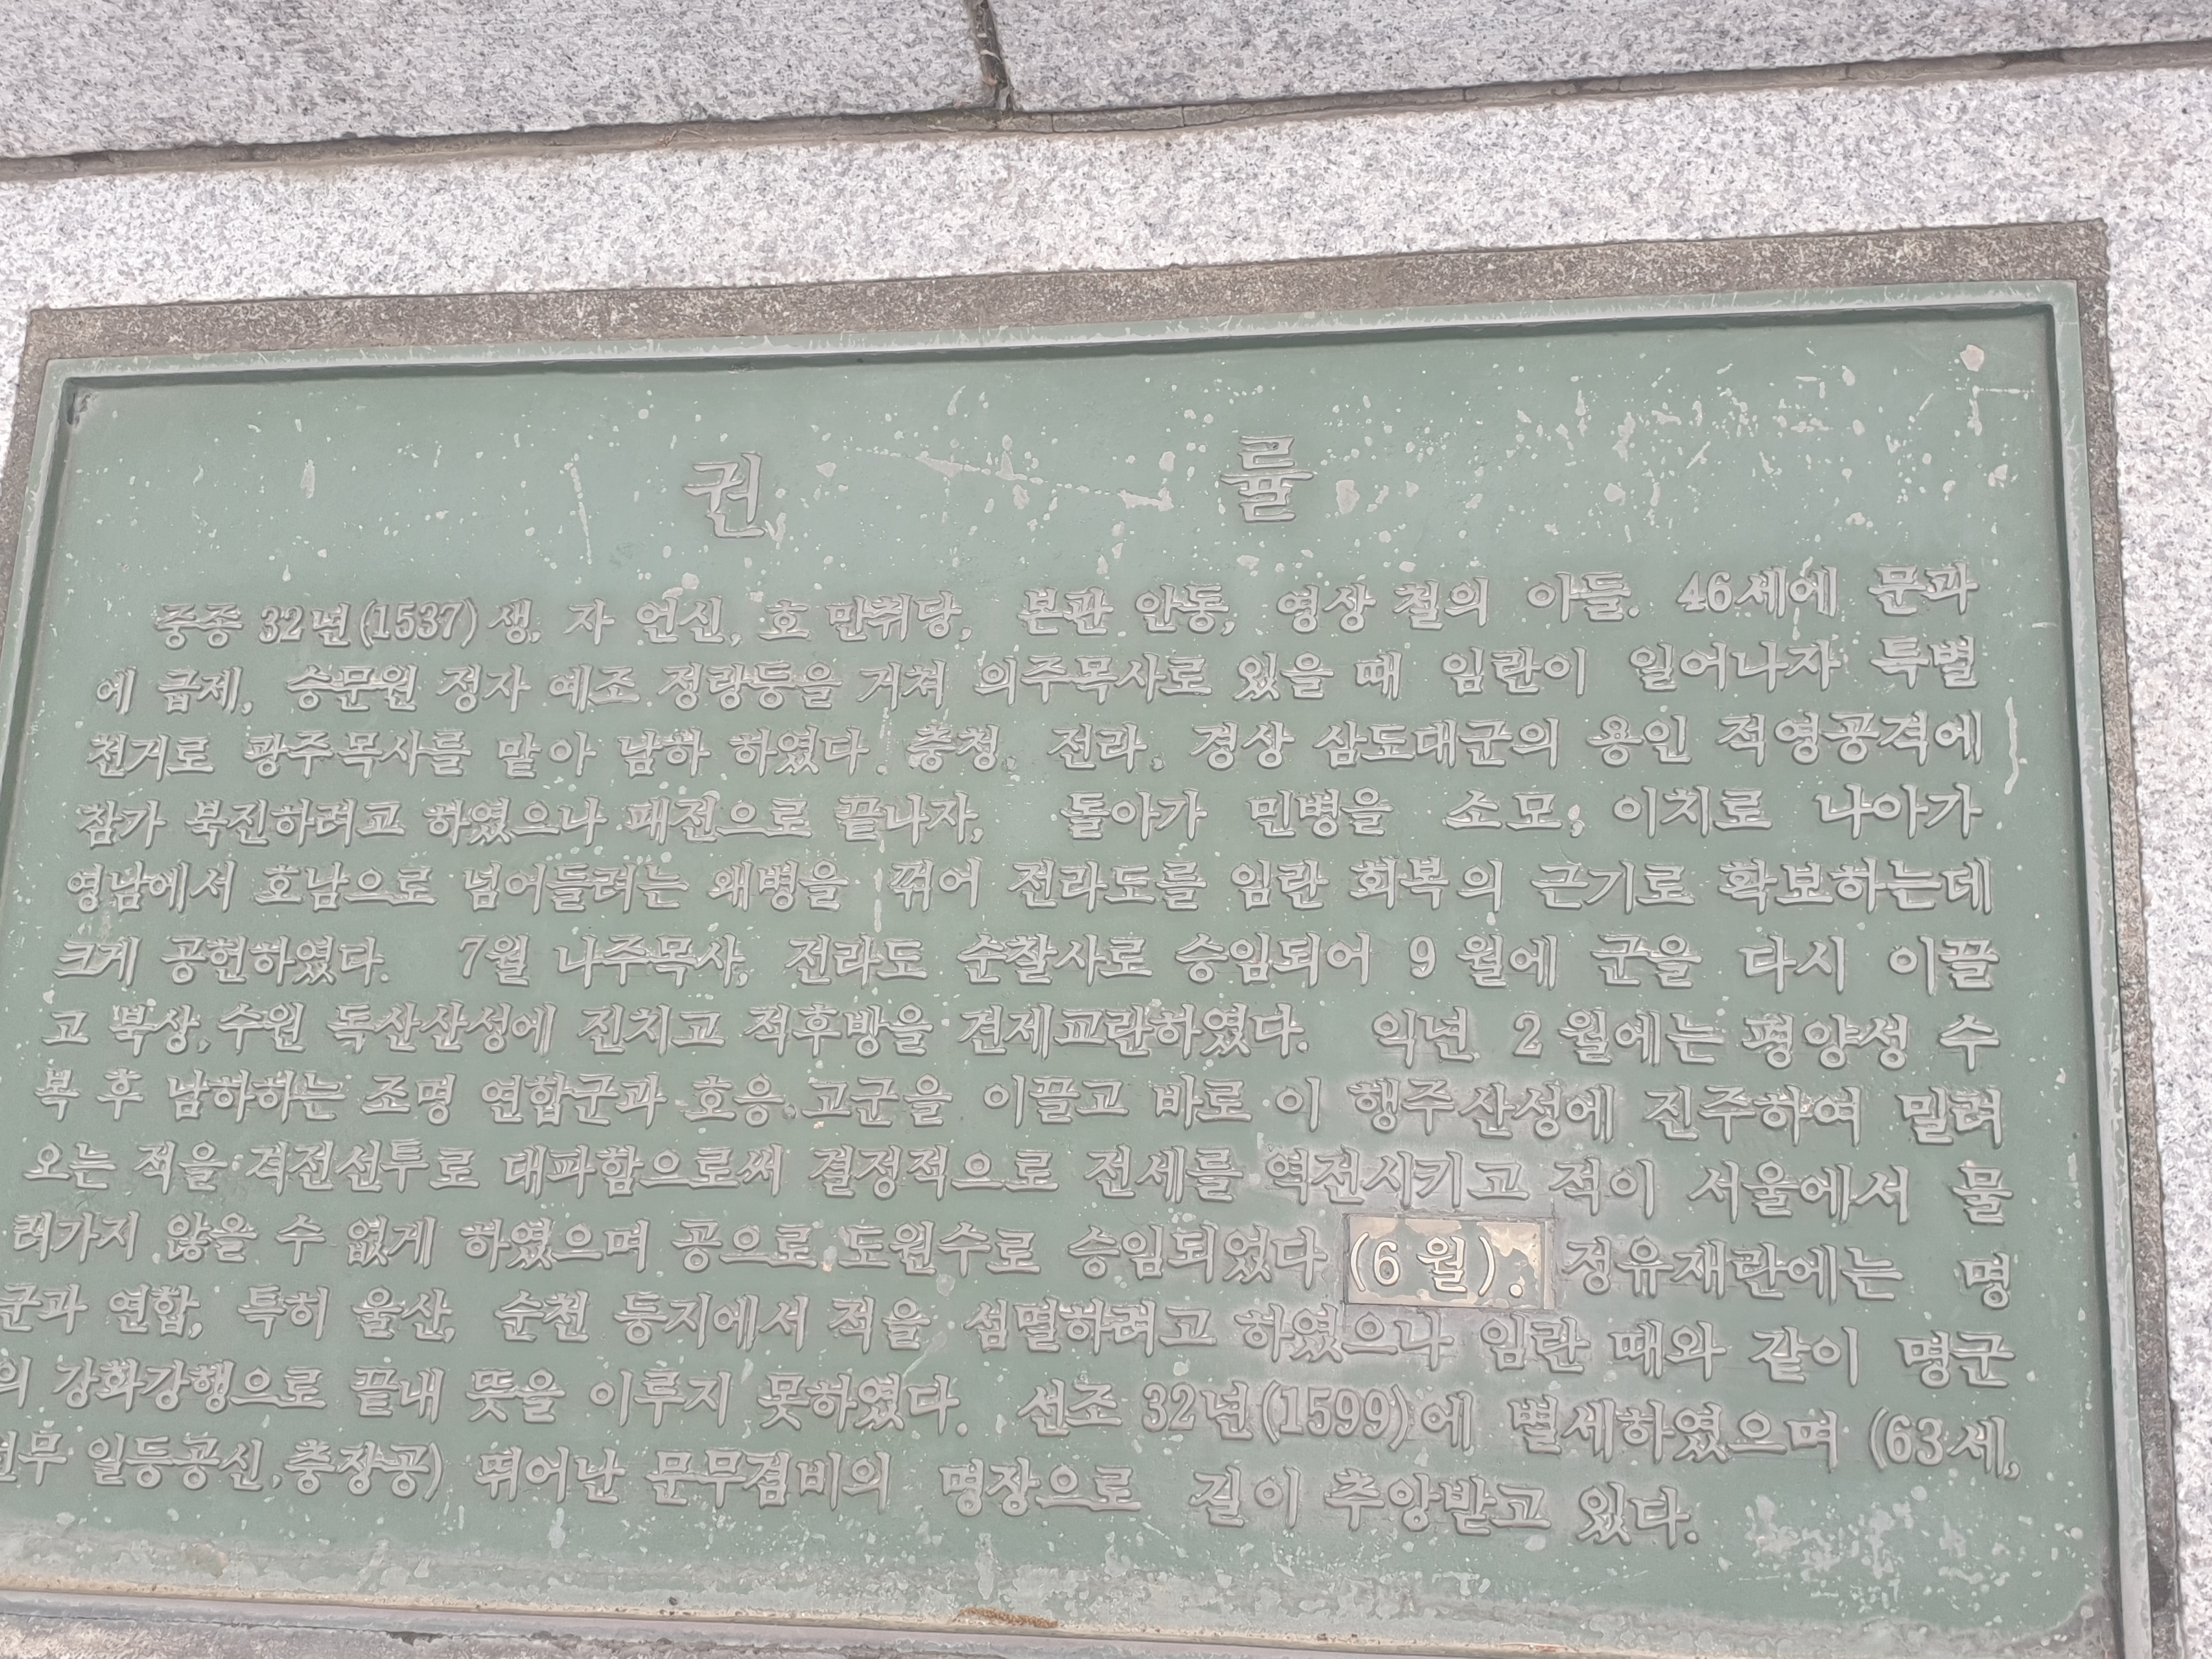 권 률
중종 32년(1537) 생, 자 언신, 호 만취당, 본관 안동, 영상 철의 아들. 46세에 문과
에 급제, 승문원 정자 예조 정랑등을 거쳐 의주목사로 있을 때 임란이 일어나자 특별
천거로 광주목사를 맡아 남하 하였다. 충청, 전라, 경상 삼도대군의 용인 적영공격에
참가 북진하려고 하였으나 패전으로 끝나자, 돌아가 민병을 소모, 이치로 나아가
영남에서 호남으로 넘어들려는 왜병을 꺾어 전라도를 임란 회복의 근기로 확보하는데
크게 공헌하였다. 7월 나주목사, 전라도 순찰사로 승임되어 9 월에 군을 다시 이끌
고 북상, 수원 독산산성에 진치고 적후방을 견제교란하였다. 익년 2 월에는 평양성 수
복 후 남하하는 조명 연합군과 호응, 고군을 이끌고 바로 이 행주산성에 진주하여 밀려
오는 적을 격전선투로 대파함으로써 결정적으로 전세를 역전시키고 적이 서울에서 물
러가지 않을 수 없게 하였으며 공으로 도원수로 승임되었다 (6 월). 정유재란에는 명
군과 연합, 특히 울산, 순천 등지에서 적을 섬멸하려고 하였으나 임란 때와 같이 명군
의 강화강행으로 끝내 뜻을 이루지 못하였다. 선조 32년(1599)에 별세하였으며 (63세,
일등공신, 충장공) 뛰어난 문무겸비의 명장으로 길이 추앙받고 있다.